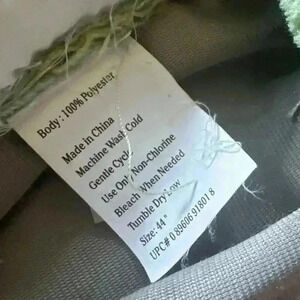 Body : 100% Polyester
Made in China
Machine Wash Cold
Gentle Cycle
Use Only Non-Chlorine
Bleach When Needed
Tumble Dry Low
Size: 44"
UPC# 0 89606 91801 8